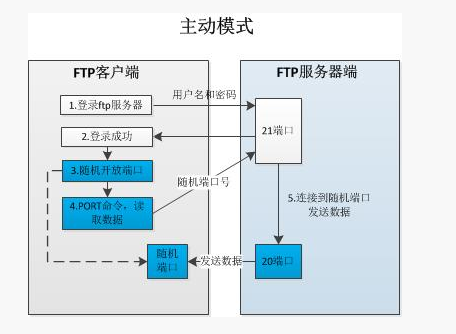 主动模式
FTP客户端
FTP服务器端
1.登录ftp服务器
用户名和密码
21端口
2.登录成功
3.随机开放端口
随机端口号
4.PORT命令，读
取数据
5.连接到随机端口
发送数据
随机
端口
发送数据
20端口